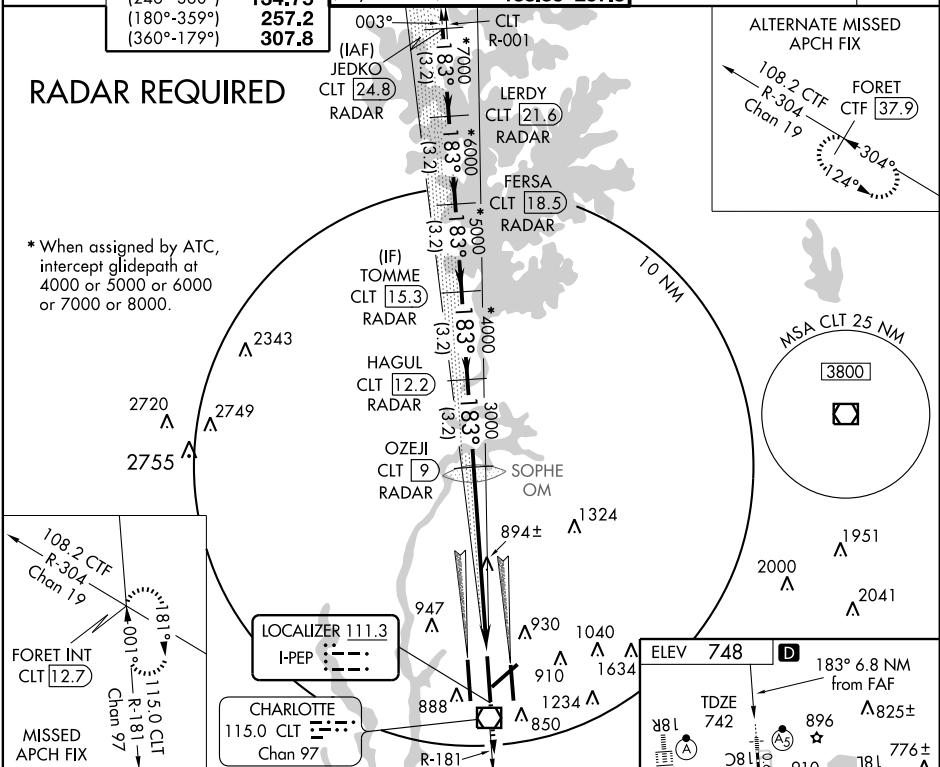 (180°-359°) 257.2
(360°-179°) 307.8
RADAR REQUIRED
003°
CLT
R-001
(IAF)
JEDKO
CLT 24.8
RADAR
183°
(3.2)
*7000
LERDY
CLT 21.6
RADAR
183°
(3.2)
*6000
FERSA
CLT 18.5
RADAR
183°
(3.2)
*5000
ALTERNATE MISSED
APCH FIX
108.2 CTF
R-304
Chan 19
FORET
CTF 37.9
304°
124°
* When assigned by ATC,
intercept glidepath at
4000 or 5000 or 6000
or 7000 or 8000.
(IF)
TOMME
CLT 15.3
RADAR
183°
(3.2)
*4000
10 NM
MSA CLT 25 NM
3800
HAGUL
CLT 12.2
RADAR
183°
(3.2)
3000
OZEJI
CLT 9
RADAR
SOPHE
OM
2343
2720
2749
2755
1324
894±
1951
2000
2041
947
930
1040
910
1634
1234
888
850
108.2 CTF
R-304
Chan 19
FORET INT
CLT 12.7
181°
001°
R-181
115.0 CLT
Chan 97
MISSED
APCH FIX
LOCALIZER 111.3
I-PEP
CHARLOTTE
115.0 CLT
Chan 97
R-181
ELEV 748
D
183° 6.8 NM
from FAF
TDZE
742
896
825±
776±
18R
A
18C
A5
18L